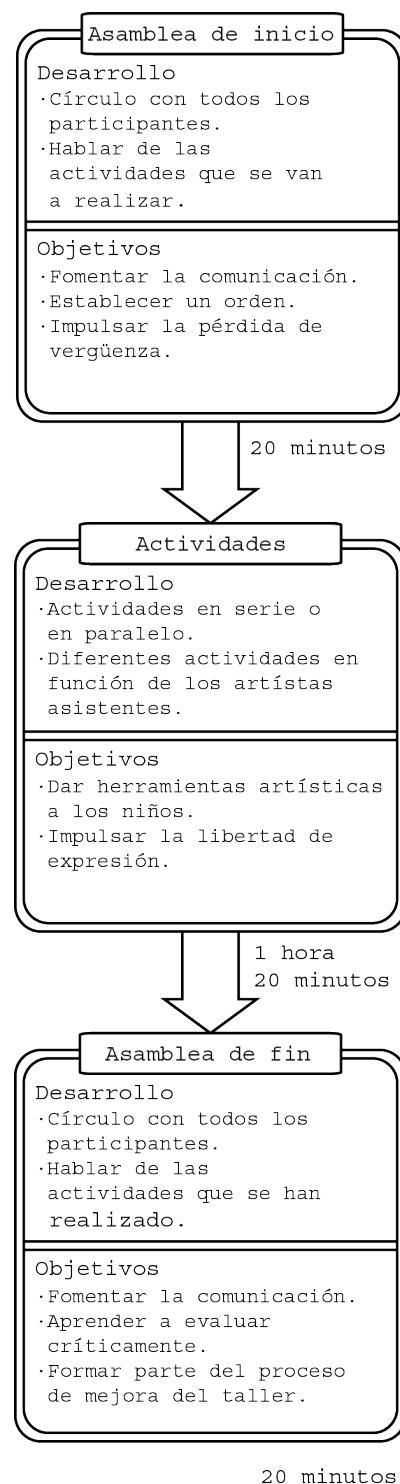 Asamblea de inicio
Desarrollo
·Círculo con todos los
participantes.
·Hablar de las
actividades que se van
a realizar.
Objetivos
·Fomentar la comunicación.
·Establecer un orden.
·Impulsar la pérdida de
vergüenza.
20 minutos
Actividades
Desarrollo
·Actividades en serie o
en paralelo.
·Diferentes actividades en
función de los artístas
asistentes.
Objetivos
·Dar herramientas artísticas
a los niños.
·Impulsar la libertad de
expresión.
1 hora
20 minutos
Asamblea de fin
Desarrollo
·Círculo con todos los
participantes.
·Hablar de las
actividades que se han
realizado.
Objetivos
·Fomentar la comunicación.
·Aprender a evaluar
críticamente.
·Formar parte del proceso
de mejora del taller.
20 minutos